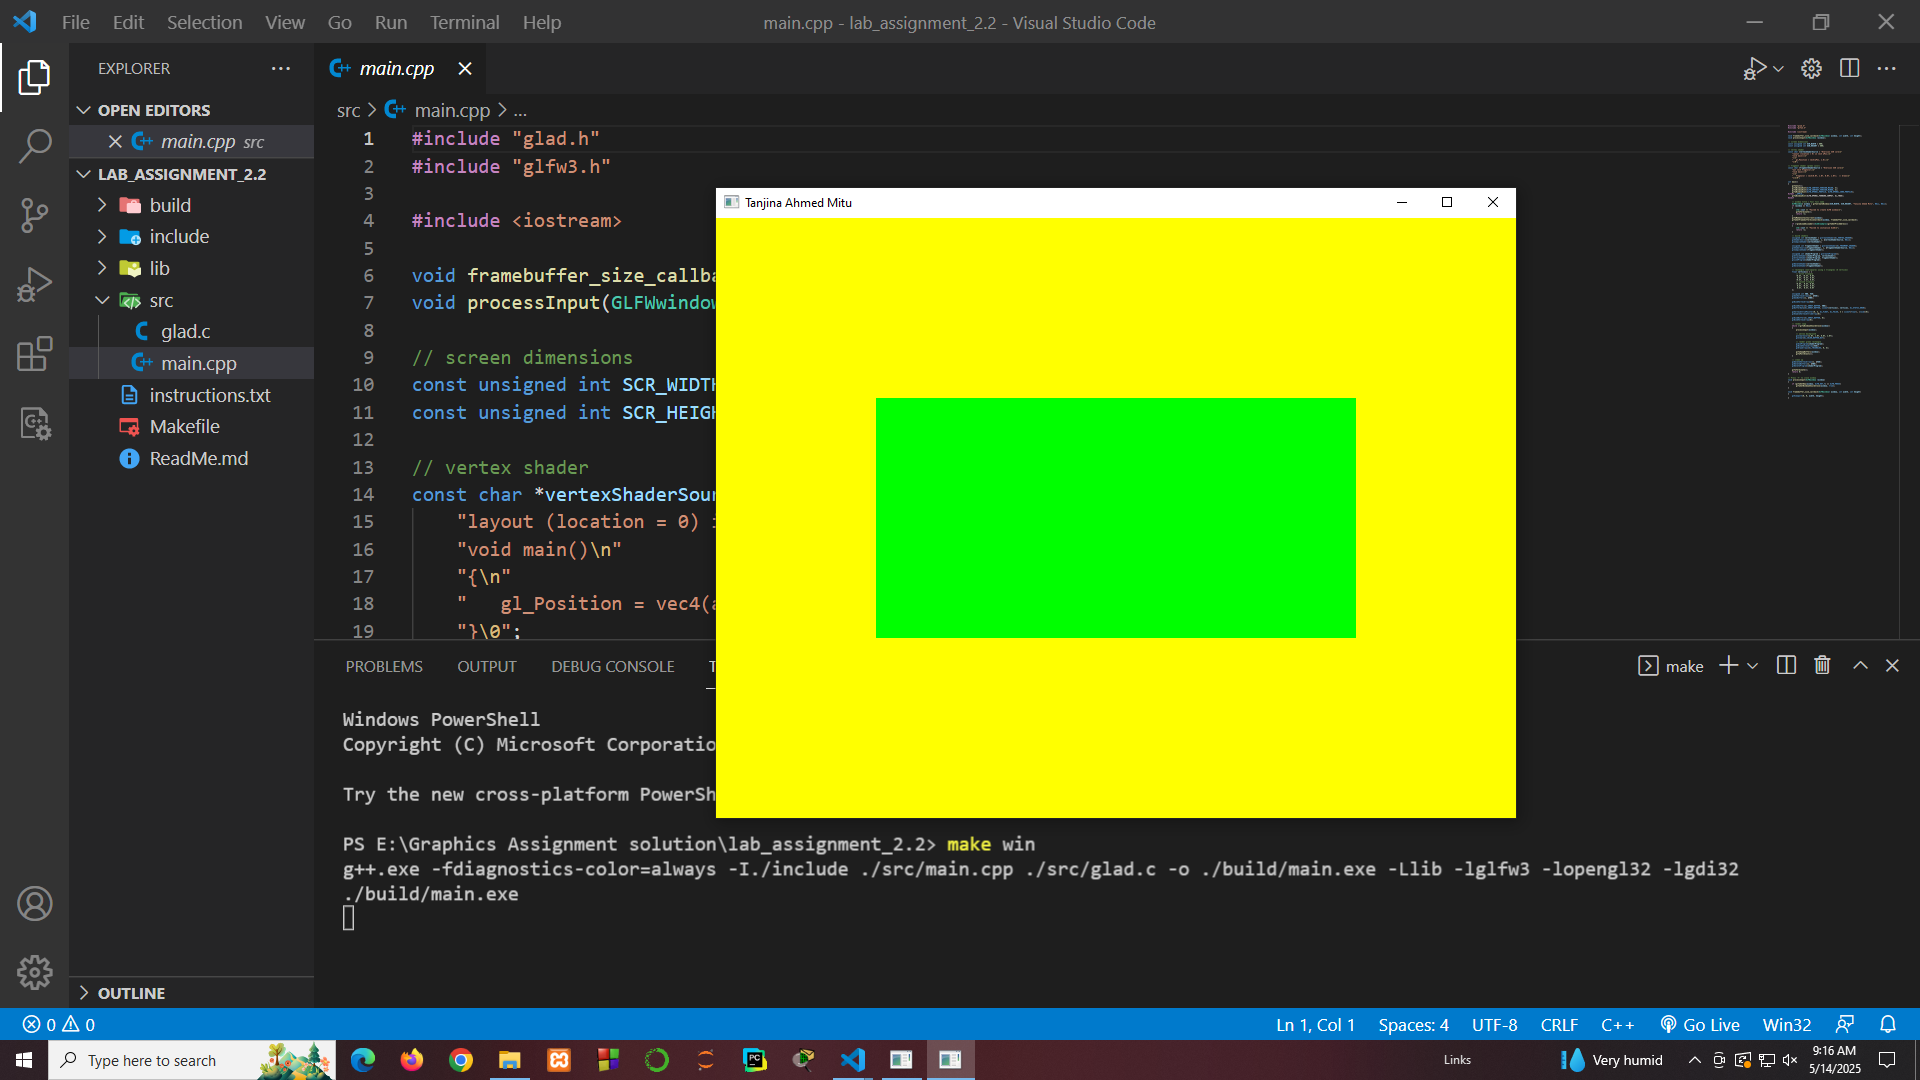 File Edit Selection View Go Run Terminal Help
main.cpp - lab_assignment_2.2 - Visual Studio Code
EXPLORER
OPEN EDITORS
main.cpp src
LAB_ASSIGNMENT_2.2
build
include
lib
src
glad.c
main.cpp
instructions.txt
Makefile
ReadMe.md
OUTLINE
main.cpp
src > main.cpp > ...
1 #include "glad.h"
2 #include "glfw3.h"
3
4 #include <iostream>
5
6 void framebuffer_size_callba
7 void processInput(GLFWwindow
8
9 // screen dimensions
10 const unsigned int SCR_WIDTH
11 const unsigned int SCR_HEIGH
12
13 // vertex shader
14 const char *vertexShaderSour
15 "layout (location = 0) i
16 "void main()\n"
17 "{\n"
18 "   gl_Position = vec4(a
19 "}\0";
Tanjina Ahmed Mitu
PROBLEMS OUTPUT DEBUG CONSOLE T
make
Windows PowerShell
Copyright (C) Microsoft Corporatio
Try the new cross-platform PowerSh
PS E:\Graphics Assignment solution\lab_assignment_2.2> make win
g++.exe -fdiagnostics-color=always -I./include ./src/main.cpp ./src/glad.c -o ./build/main.exe -Llib -lglfw3 -lopengl32 -lgdi32
./build/main.exe
0 0
Ln 1, Col 1 Spaces: 4 UTF-8 CRLF C++ Go Live Win32
Type here to search
PC
Links
Very humid
9:16 AM
5/14/2025